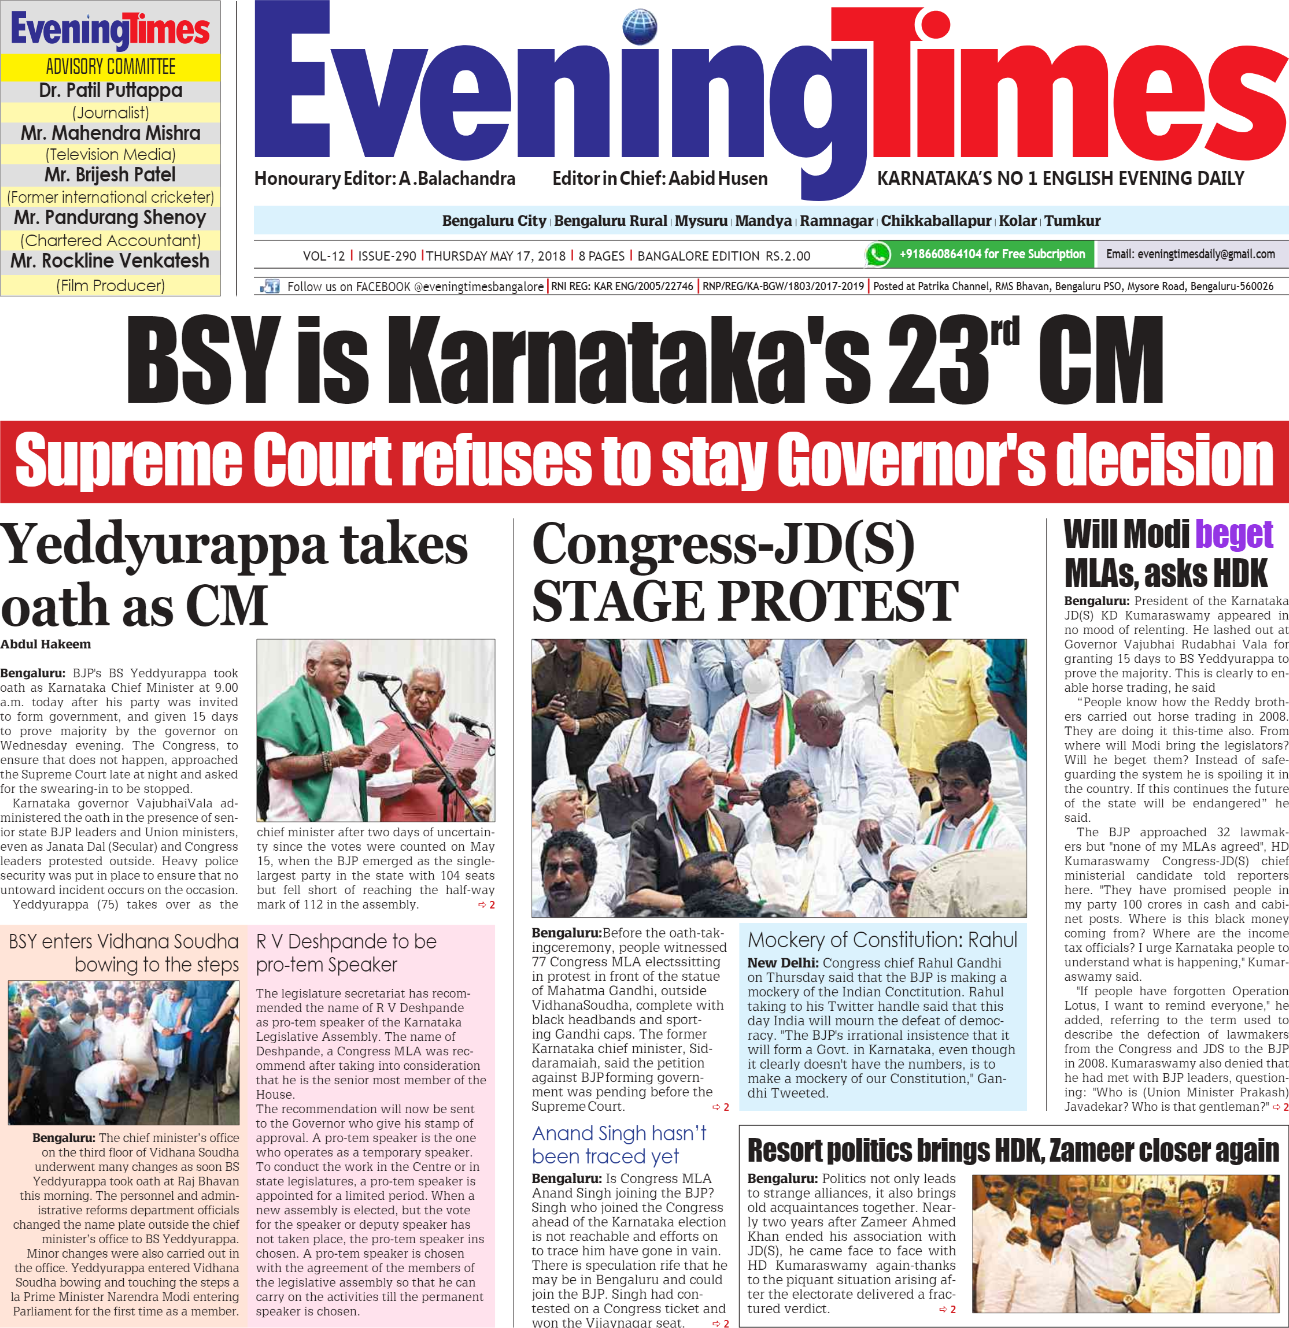 EveningTimes
ADVISORY COMMITTEE
Dr. Patil Puttappa
(Journalist)
Mr. Mahendra Mishra
(Television Media)
Mr. Brijesh Patel
(Former international cricketer)
Mr. Pandurang Shenoy
(Chartered Accountant)
Mr. Rockline Venkatesh
(Film Producer)
EveningTimes
Honourary Editor: A .Balachandra Editor in Chief: Aabid Husen KARNATAKA'S NO 1 ENGLISH EVENING DAILY
Bengaluru City | Bengaluru Rural | Mysuru | Mandya | Ramnagar | Chikkaballapur | Kolar | Tumkur
VOL-12 | ISSUE-290 | THURSDAY MAY 17, 2018 | 8 PAGES | BANGALORE EDITION RS.2.00 +918660864104 for Free Subcription Email: eveningtimesdaily@gmail.com
Follow us on FACEBOOK @eveningtimesbangalore | RNI REG: KAR ENG/2005/22746 | RNP/REG/KA-BGW/1803/2017-2019 | Posted at Patrika Channel, RMS Bhavan, Bengaluru PSO, Mysore Road, Bengaluru-560026
BSY is Karnataka's 23rd CM
Supreme Court refuses to stay Governor's decision
Yeddyurappa takes
oath as CM
Abdul Hakeem
Bengaluru: BJP's BS Yeddyurappa took
oath as Karnataka Chief Minister at 9.00
a.m. today after his party was invited
to form government, and given 15 days
to prove majority by the governor on
Wednesday evening. The Congress, to
ensure that does not happen, approached
the Supreme Court late at night and asked
for the swearing-in to be stopped.
Karnataka governor VajubhaiVala ad-
ministered the oath in the presence of sen-
ior state BJP leaders and Union ministers,
even as Janata Dal (Secular) and Congress
leaders protested outside. Heavy police
security was put in place to ensure that no
untoward incident occurs on the occasion.
Yeddyurappa (75) takes over as the
chief minister after two days of uncertain-
ty since the votes were counted on May
15, when the BJP emerged as the single-
largest party in the state with 104 seats
but fell short of reaching the half-way
mark of 112 in the assembly. ➪ 2
BSY enters Vidhana Soudha
bowing to the steps
Bengaluru: The chief minister's office
on the third floor of Vidhana Soudha
underwent many changes as soon BS
Yeddyurappa took oath at Raj Bhavan
this morning. The personnel and admin-
istrative reforms department officials
changed the name plate outside the chief
minister's office to BS Yeddyurappa.
Minor changes were also carried out in
the office. Yeddyurappa entered Vidhana
Soudha bowing and touching the steps a
la Prime Minister Narendra Modi entering
Parliament for the first time as a member.
R V Deshpande to be
pro-tem Speaker
The legislature secretariat has recom-
mended the name of R V Deshpande
as pro-tem speaker of the Karnataka
Legislative Assembly. The name of
Deshpande, a Congress MLA was rec-
ommend after taking into consideration
that he is the senior most member of the
House.
The recommendation will now be sent
to the Governor who give his stamp of
approval. A pro-tem speaker is the one
who operates as a temporary speaker.
To conduct the work in the Centre or in
state legislatures, a pro-tem speaker is
appointed for a limited period. When a
new assembly is elected, but the vote
for the speaker or deputy speaker has
not taken place, the pro-tem speaker ins
chosen. A pro-tem speaker is chosen
with the agreement of the members of
the legislative assembly so that he can
carry on the activities till the permanent
speaker is chosen.
Congress-JD(S)
STAGE PROTEST
Bengaluru:Before the oath-tak-
ingceremony, people witnessed
77 Congress MLA electssitting
in protest in front of the statue
of Mahatma Gandhi, outside
VidhanaSoudha, complete with
black headbands and sport-
ing Gandhi caps. The former
Karnataka chief minister, Sid-
daramaiah, said the petition
against BJPforming govern-
ment was pending before the
Supreme Court. ➪ 2
Mockery of Constitution: Rahul
New Delhi: Congress chief Rahul Gandhi
on Thursday said that the BJP is making a
mockery of the Indian Conctitution. Rahul
taking to his Twitter handle said that this
day India will mourn the defeat of democ-
racy. "The BJP's irrational insistence that it
will form a Govt. in Karnataka, even though
it clearly doesn't have the numbers, is to
make a mockery of our Constitution," Gan-
dhi Tweeted.
Anand Singh hasn't
been traced yet
Bengaluru: Is Congress MLA
Anand Singh joining the BJP?
Singh who joined the Congress
ahead of the Karnataka election
is not reachable and efforts on
to trace him have gone in vain.
There is speculation rife that he
may be in Bengaluru and could
join the BJP. Singh had con-
tested on a Congress ticket and
won the Vijaynagar seat. ➪ 2
Will Modi beget
MLAs, asks HDK
Bengaluru: President of the Karnataka
JD(S) KD Kumaraswamy appeared in
no mood of relenting. He lashed out at
Governor Vajubhai Rudabhai Vala for
granting 15 days to BS Yeddyurappa to
prove the majority. This is clearly to en-
able horse trading, he said
"People know how the Reddy broth-
ers carried out horse trading in 2008.
They are doing it this-time also. From
where will Modi bring the legislators?
Will he beget them? Instead of safe-
guarding the system he is spoiling it in
the country. If this continues the future
of the state will be endangered" he
said.
The BJP approached 32 lawmak-
ers but "none of my MLAs agreed", HD
Kumaraswamy Congress-JD(S) chief
ministerial candidate told reporters
here. "They have promised people in
my party 100 crores in cash and cabi-
net posts. Where is this black money
coming from? Where are the income
tax officials? I urge Karnataka people to
understand what is happening," Kumar-
aswamy said.
"If people have forgotten Operation
Lotus, I want to remind everyone," he
added, referring to the term used to
describe the defection of lawmakers
from the Congress and JDS to the BJP
in 2008. Kumaraswamy also denied that
he had met with BJP leaders, question-
ing: "Who is (Union Minister Prakash)
Javadekar? Who is that gentleman?" ➪ 2
Resort politics brings HDK, Zameer closer again
Bengaluru: Politics not only leads
to strange alliances, it also brings
old acquaintances together. Near-
ly two years after Zameer Ahmed
Khan ended his association with
JD(S), he came face to face with
HD Kumaraswamy again-thanks
to the piquant situation arising af-
ter the electorate delivered a frac-
tured verdict. ➪ 2